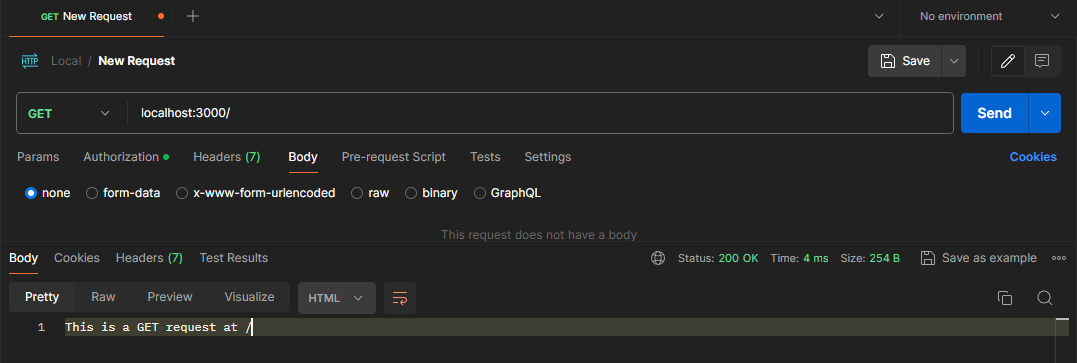 GET New Request
No environment
HTTP Local / New Request
Save
GET localhost:3000/
Send
Params Authorization Headers (7) Body Pre-request Script Tests Settings Cookies
none form-data x-www-form-urlencoded raw binary GraphQL
This request does not have a body
Body Cookies Headers (7) Test Results Status: 200 OK Time: 4 ms Size: 254 B Save as example
Pretty Raw Preview Visualize HTML
1 This is a GET request at /